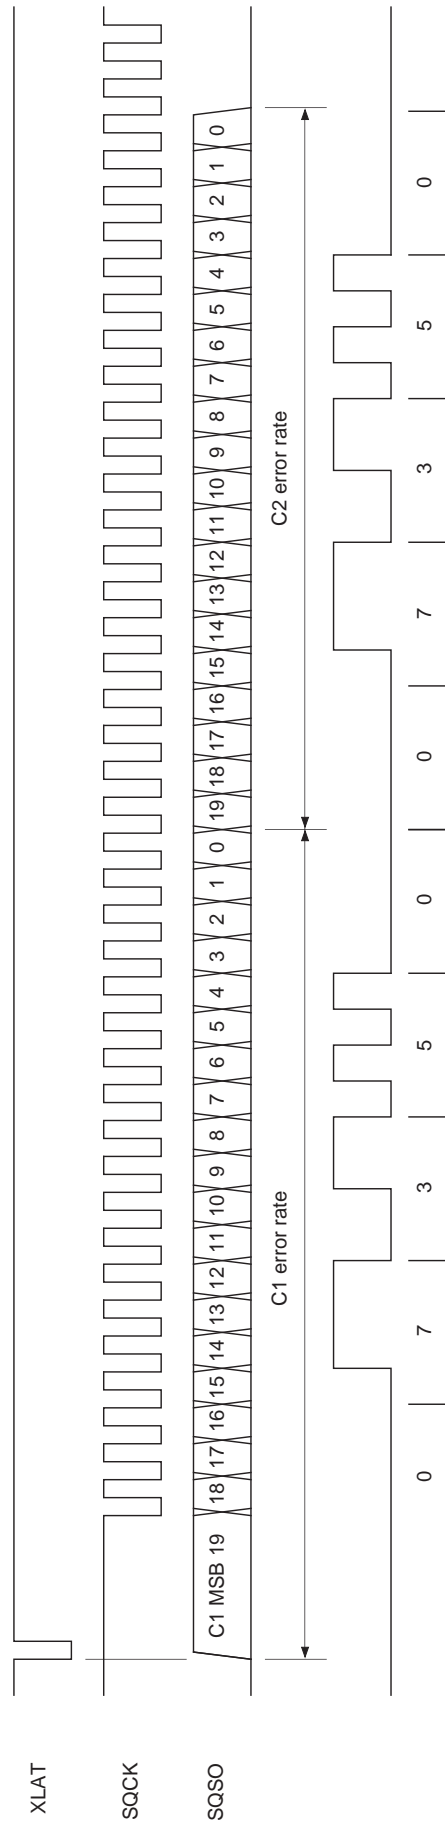 XLAT
SQCK
SQSO
C1 MSB 19 18 17 16 15 14 13 12 11 10 9 8 7 6 5 4 3 2 1 0 19 18 17 16 15 14 13 12 11 10 9 8 7 6 5 4 3 2 1 0
C1 error rate
C2 error rate
0 7 3 5 0 0 7 3 5 0